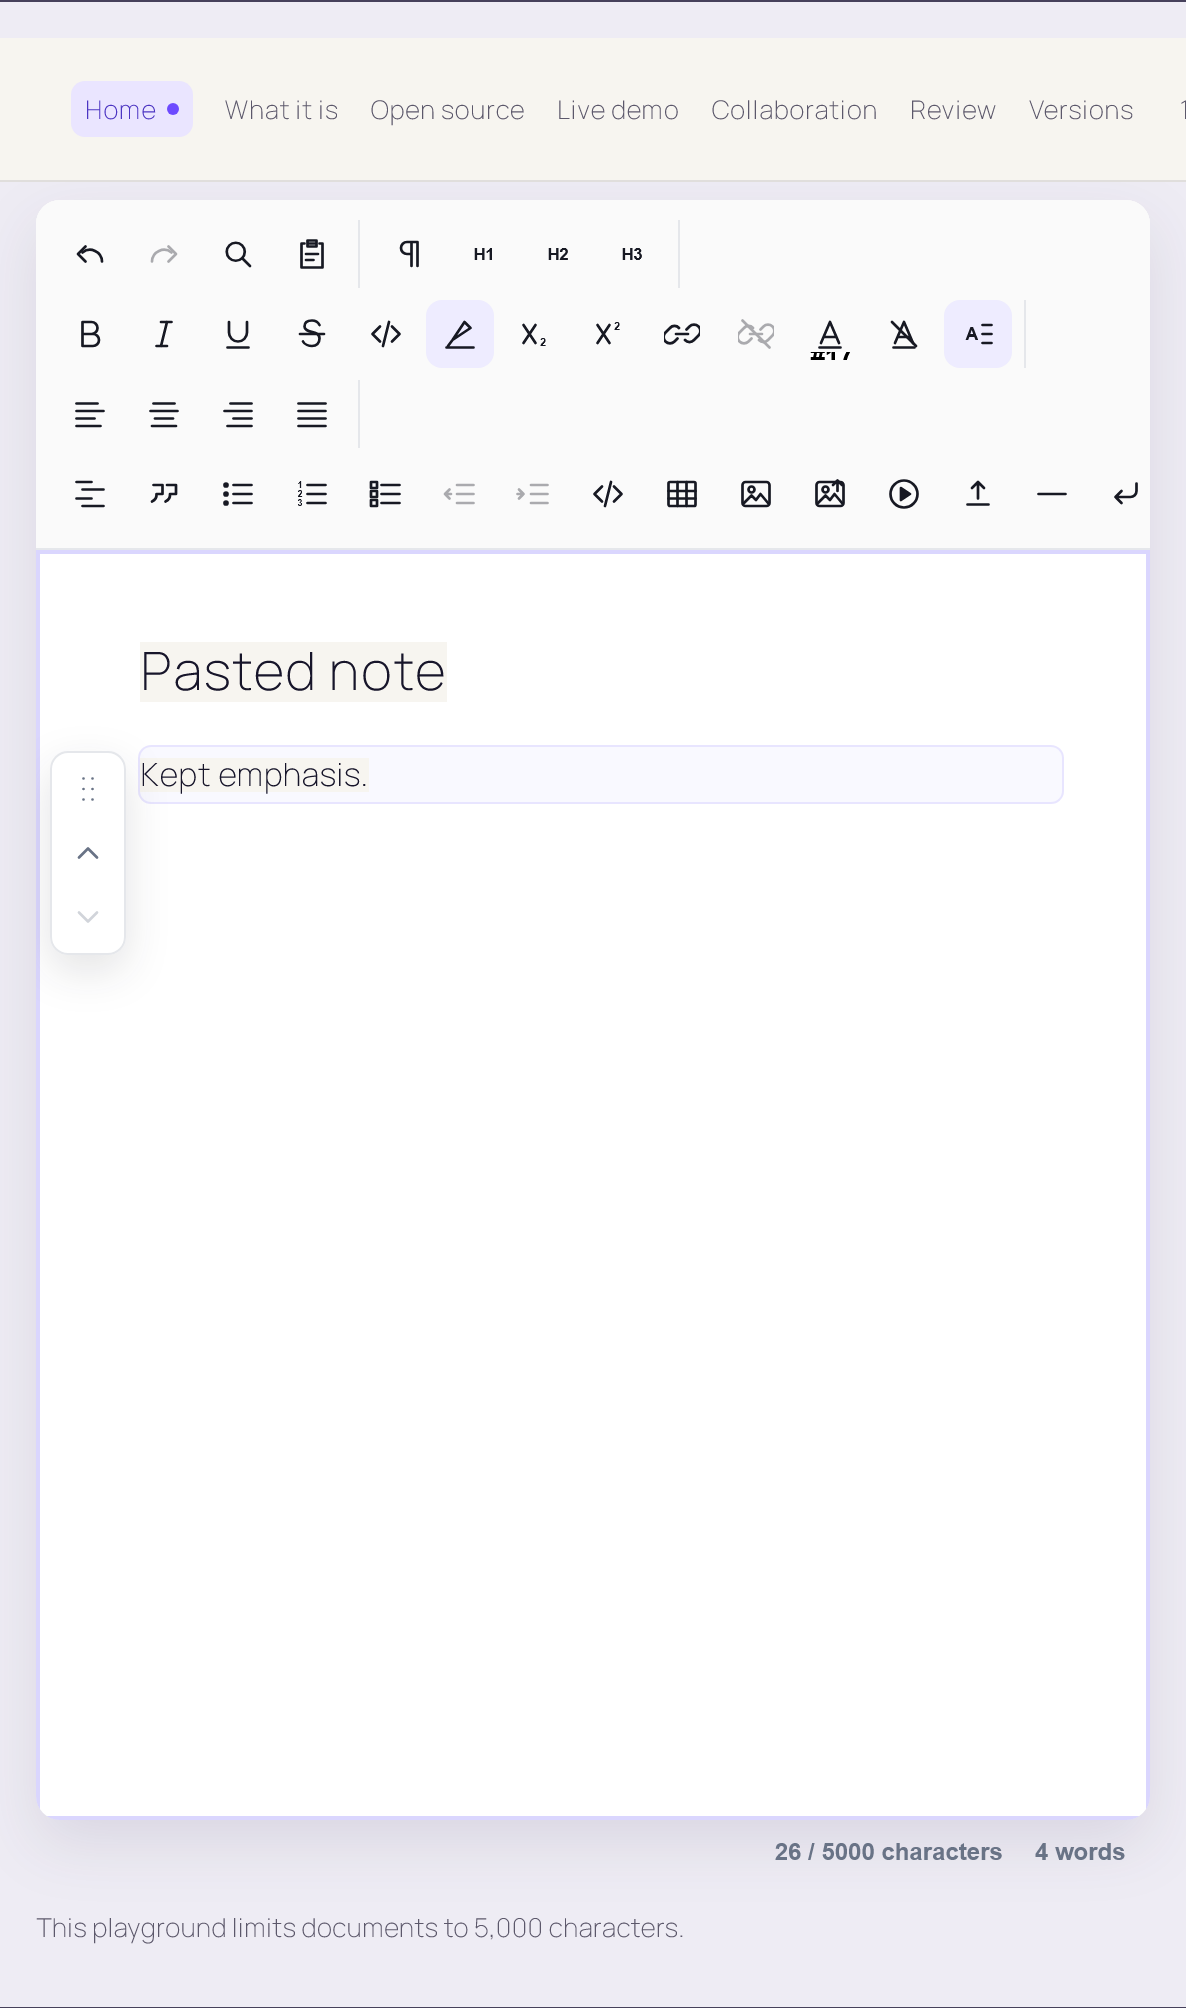 Home What it is Open source Live demo Collaboration Review Versions
H1 H2 H3
Pasted note
Kept emphasis.
26 / 5000 characters 4 words
This playground limits documents to 5,000 characters.